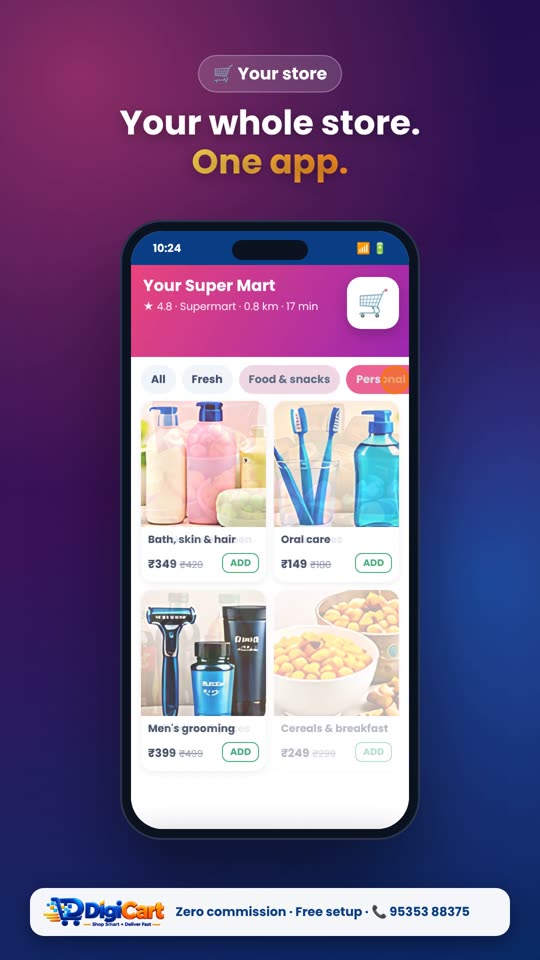 🛒 Your store
Your whole store.
One app.
10:24
Your Super Mart
★ 4.8 · Supermart · 0.8 km · 17 min
All
Fresh
Food & snacks
Personal
Bath, skin & hair
₹349 ₹420 ADD
Oral care
₹149 ₹180 ADD
Men's grooming
₹399 ₹499 ADD
Cereals & breakfast
₹249 ₹298 ADD
DigiCart
Shop Smart • Deliver Fast
Zero commission · Free setup · 📞 95353 88375